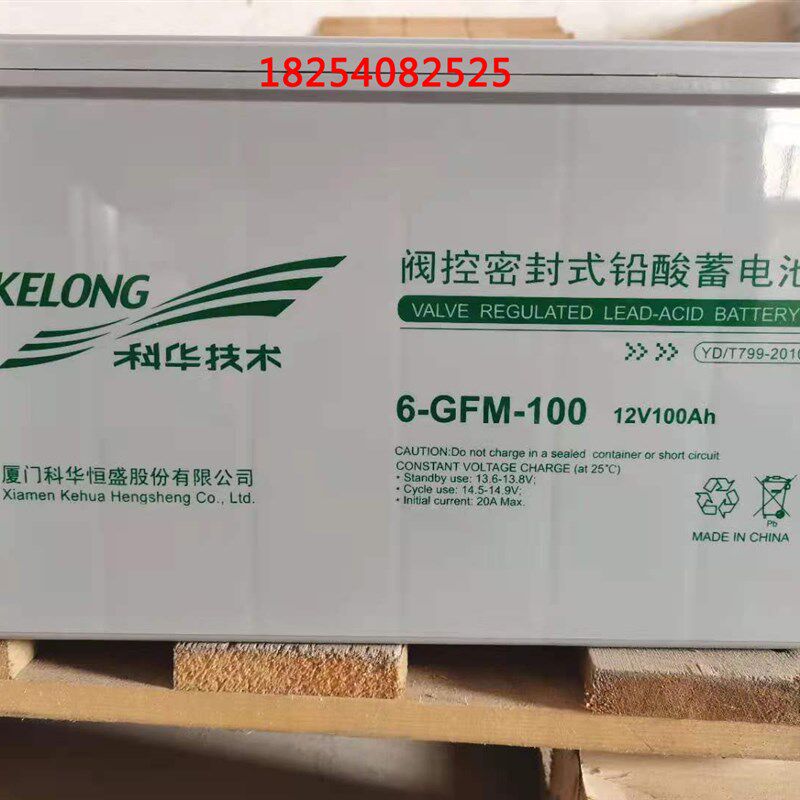 18254082525
KELONG
科华技术
厦门科华恒盛股份有限公司
Xiamen Kehua Hengsheng Co., Ltd.
阀控密封式铅酸蓄电池
VALVE REGULATED LEAD-ACID BATTERY
YD/T799-2010
6-GFM-100 12V100Ah
CAUTION:Do not charge in a sealed container or short circuit
CONSTANT VOLTAGE CHARGE (at 25℃)
• Standby use: 13.6-13.8V;
• Cycle use: 14.5-14.9V;
• Initial current: 20A Max.
Pb
MADE IN CHINA